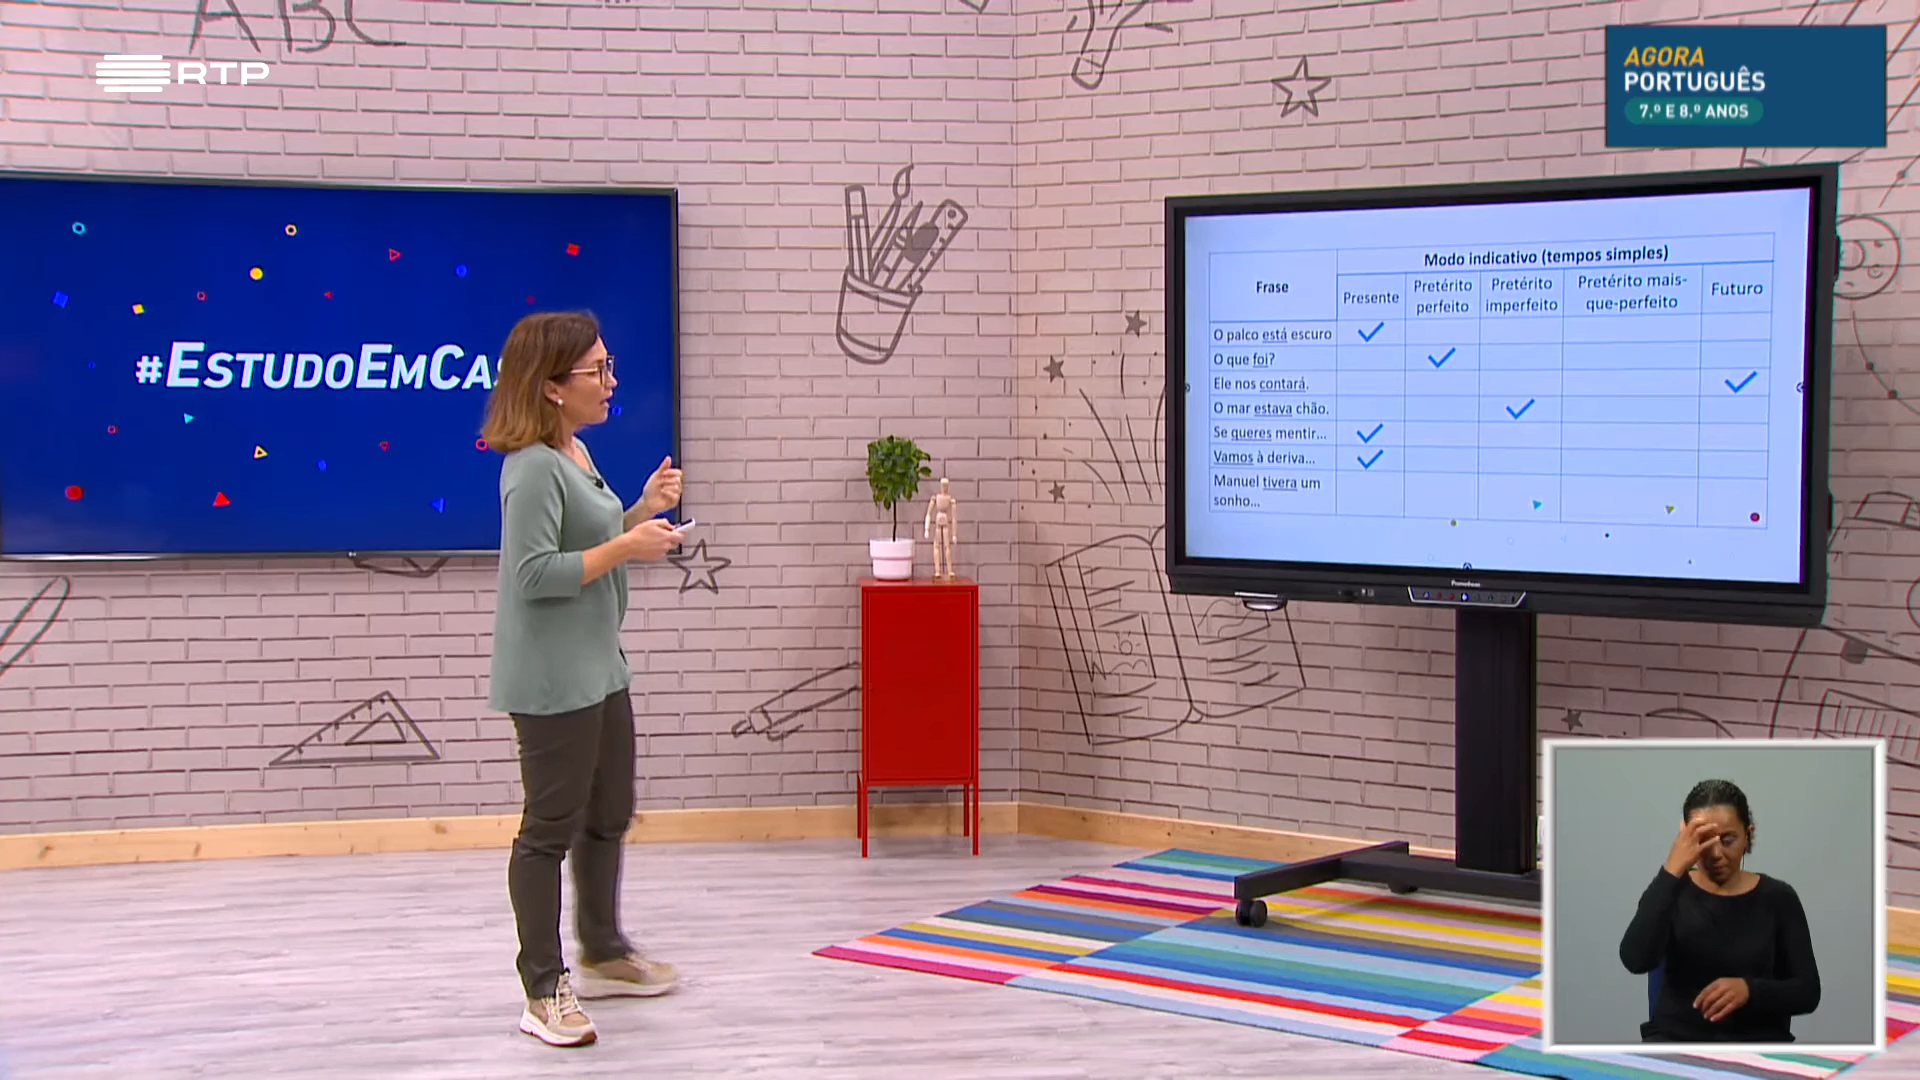 ABC
RTP
AGORA
PORTUGUÊS
7.º E 8.º ANOS
#ESTUDOEMCAS
Modo indicativo (tempos simples)
Frase
Presente
Pretérito
perfeito
Pretérito
imperfeito
Pretérito mais-
que-perfeito
Futuro
O palco está escuro
O que foi?
Ele nos contará.
O mar estava chão.
Se queres mentir...
Vamos à deriva...
Manuel tivera um
sonho...
Promethean